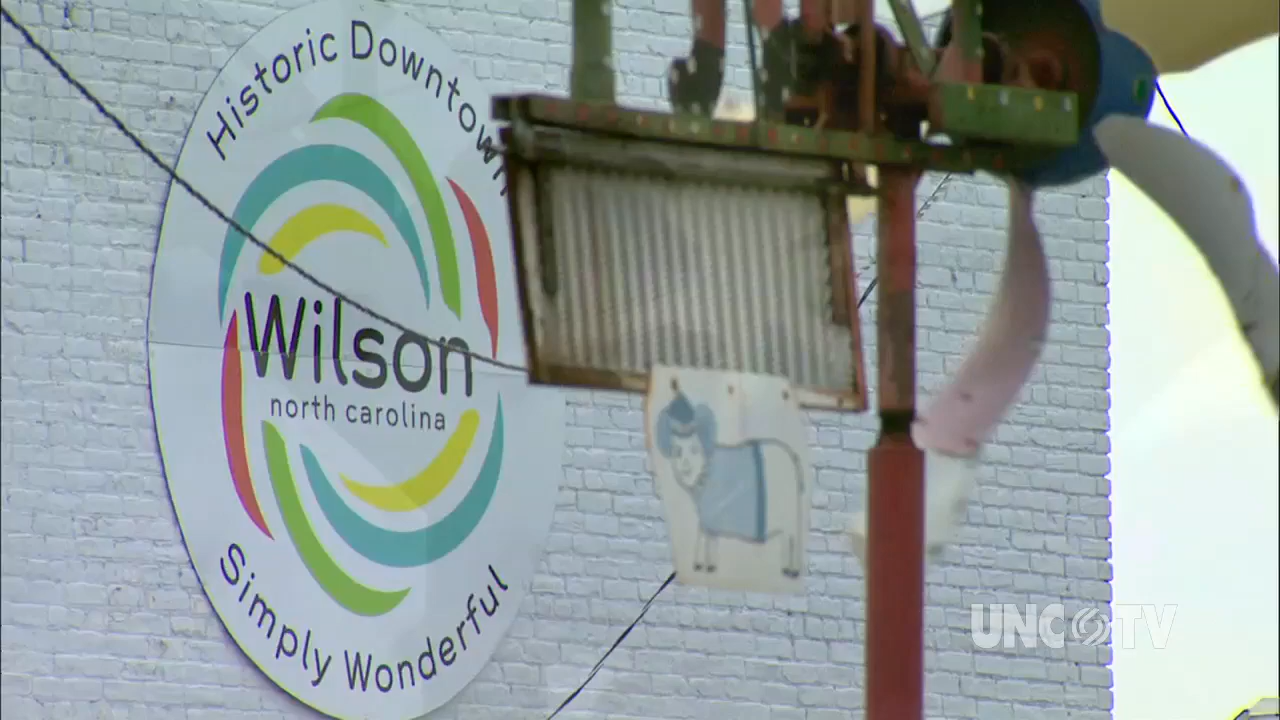 Historic Downtown
Wilson
north carolina
Simply Wonderful
UNC TV